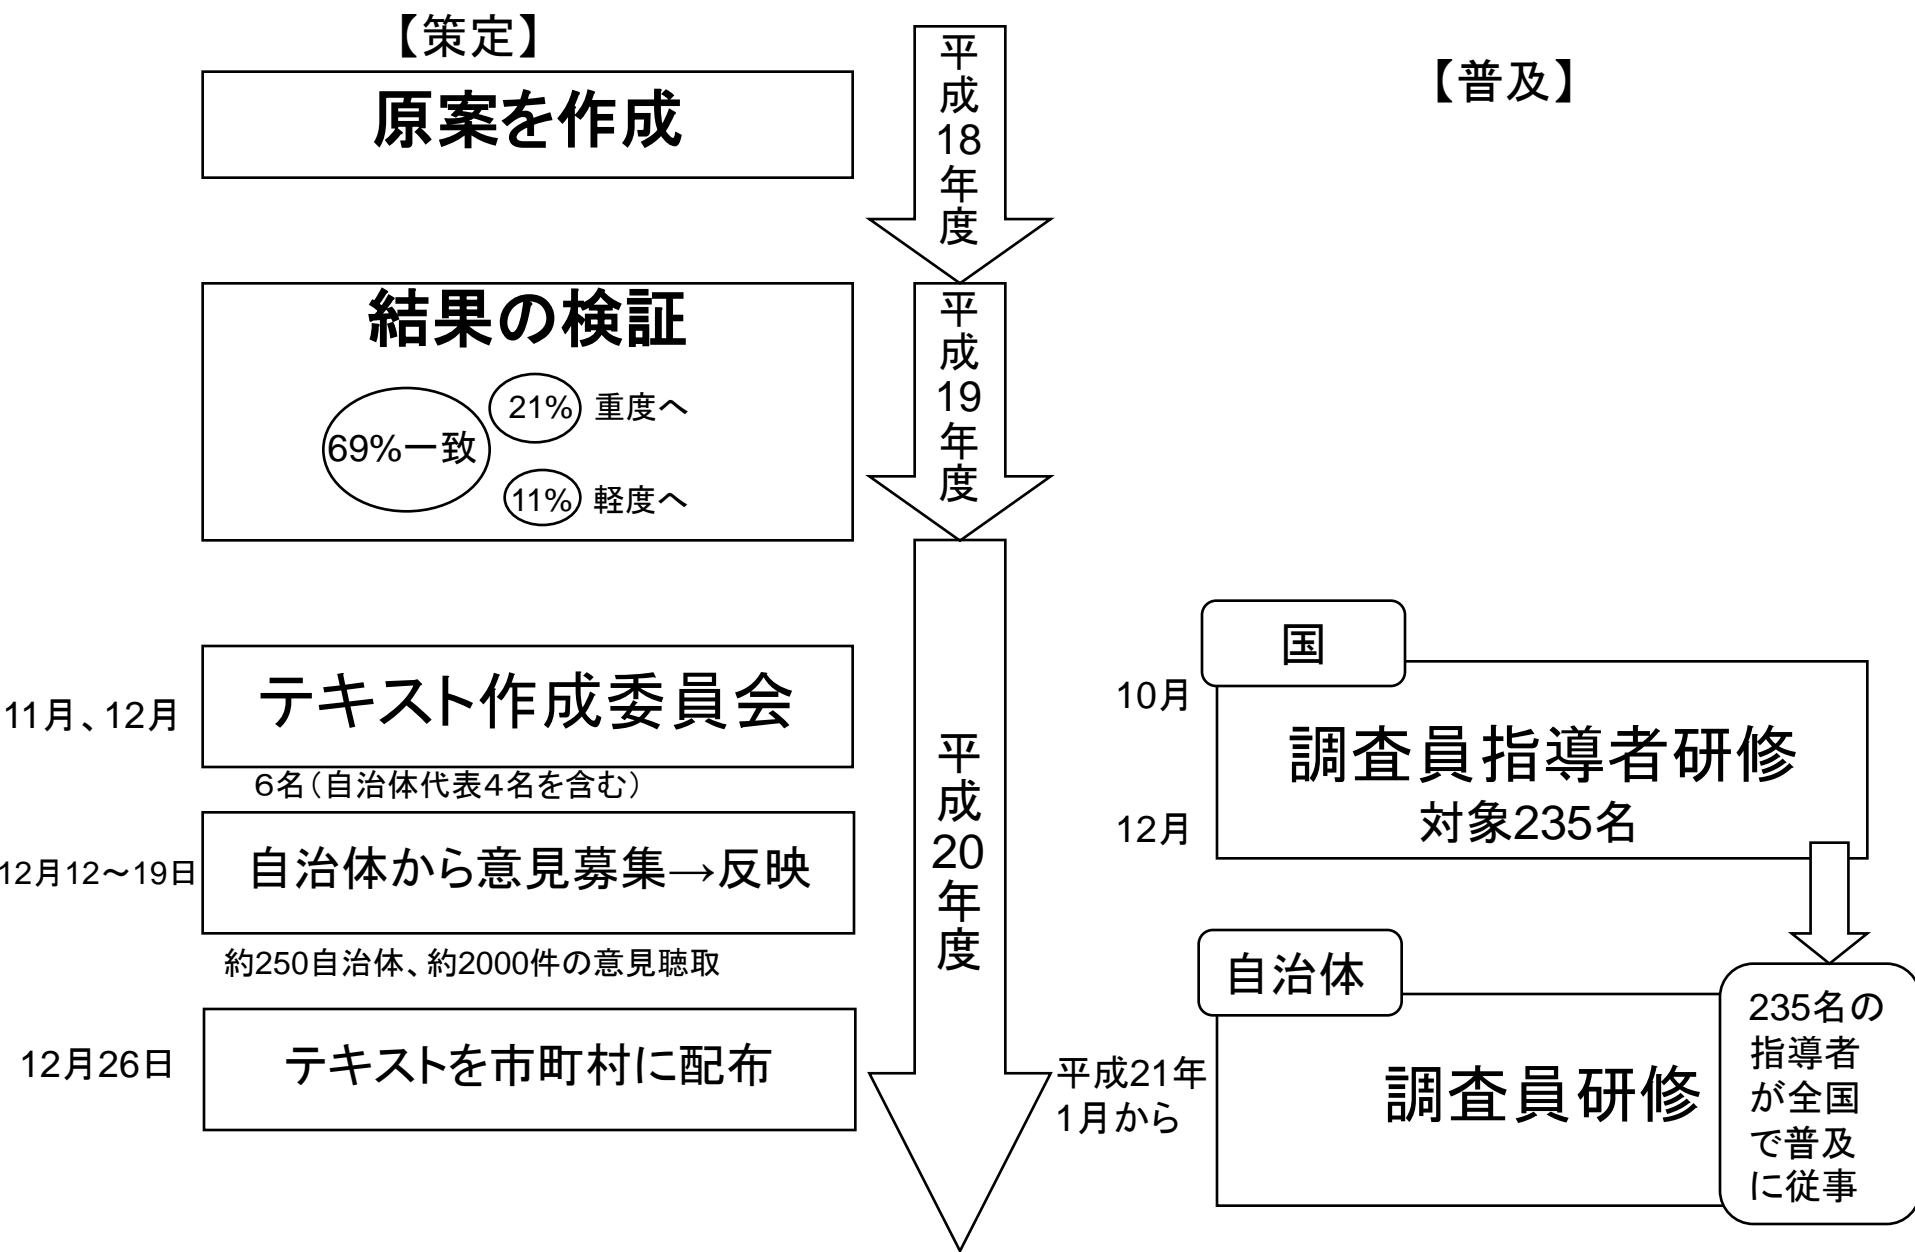 【策定】
原案を作成
平成18年度
【普及】
結果の検証
69%一致
21%
重度へ
11%
軽度へ
平成19年度
11月、12月
テキスト作成委員会
6名(自治体代表4名を含む)
12月12～19日
自治体から意見募集→反映
約250自治体、約2000件の意見聴取
12月26日
テキストを市町村に配布
平成20年度
国
10月
調査員指導者研修
対象235名
12月
自治体
平成21年
1月から
調査員研修
235名の
指導者
が全国
で普及
に従事